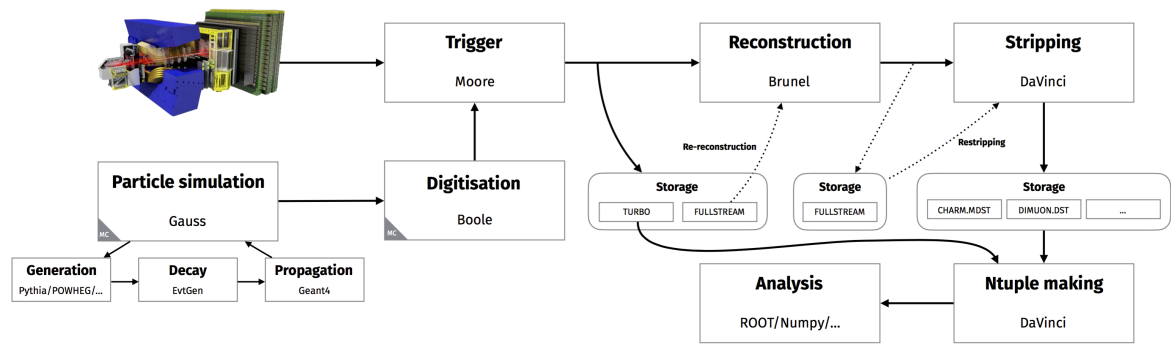 Trigger
Moore
Reconstruction
Brunel
Stripping
DaVinci
Re-reconstruction
Restripping
Particle simulation
Gauss
MC
Digitisation
Boole
MC
Storage
TURBO
FULLSTREAM
Storage
FULLSTREAM
Storage
CHARM.MDST
DIMUON.DST
...
Generation
Pythia/POWHEG/...
Decay
EvtGen
Propagation
Geant4
Analysis
ROOT/Numpy/...
Ntuple making
DaVinci